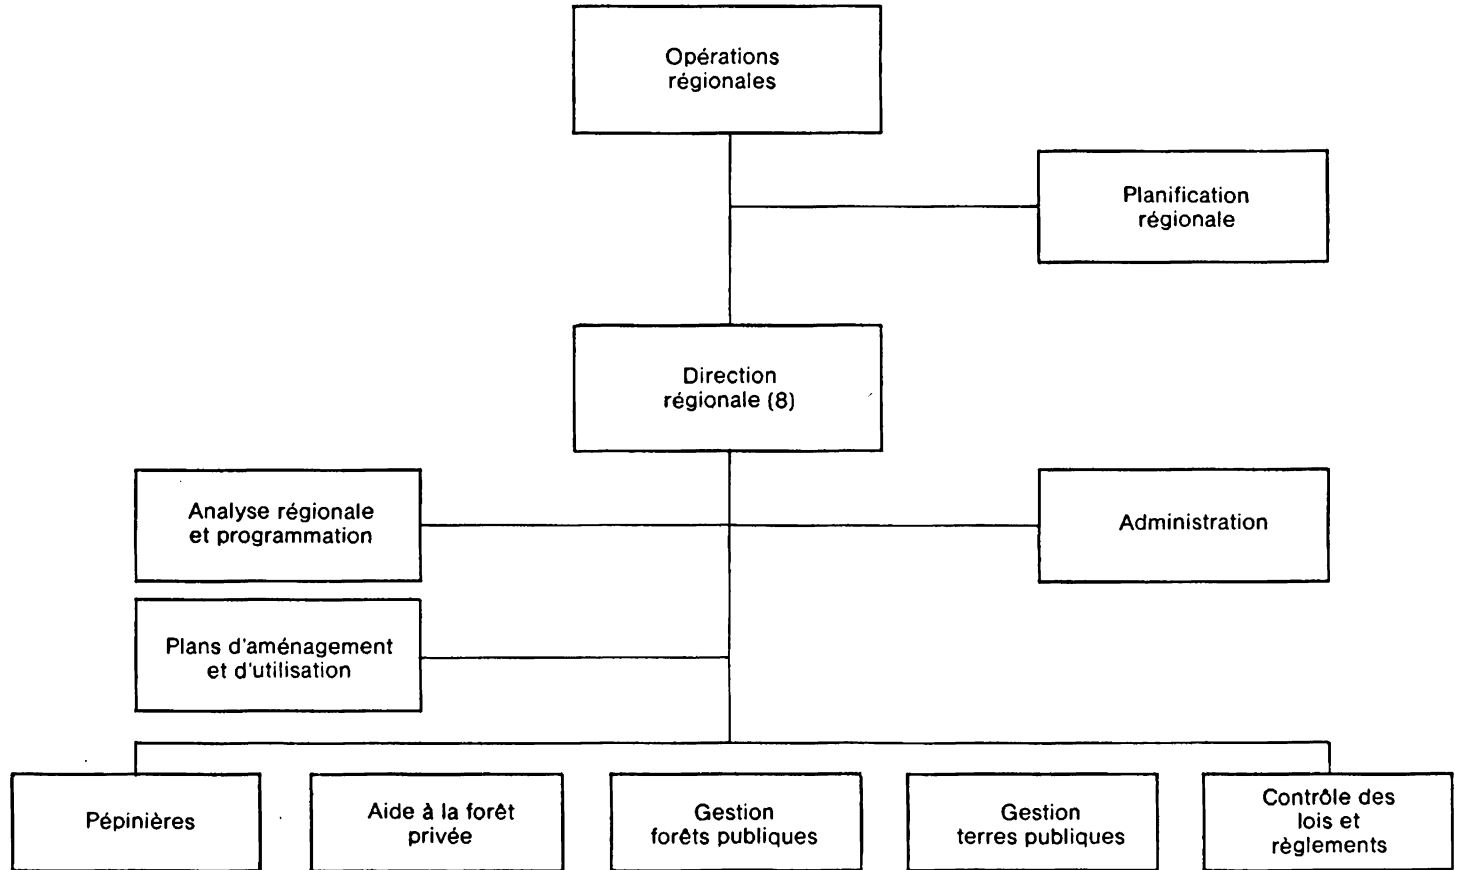 Opérations
régionales
Planification
régionale
Direction
régionale (8)
Analyse régionale
et programmation
Administration
Plans d'aménagement
et d'utilisation
Pépinières
Aide à la forêt
privée
Gestion
forêts publiques
Gestion
terres publiques
Contrôle des
lois et
règlements